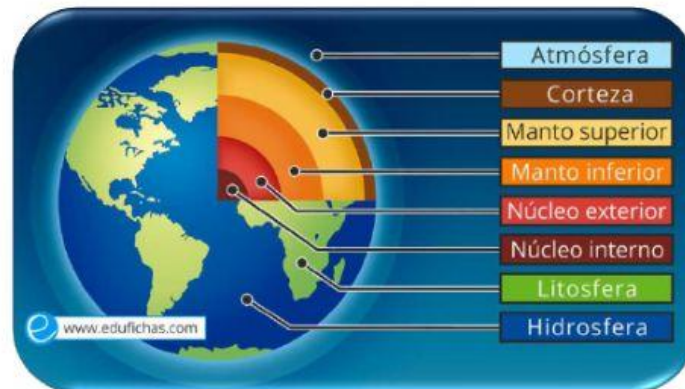 Atmósfera
Corteza
Manto superior
Manto inferior
Núcleo exterior
Núcleo interno
Litosfera
Hidrosfera
www.edufichas.com